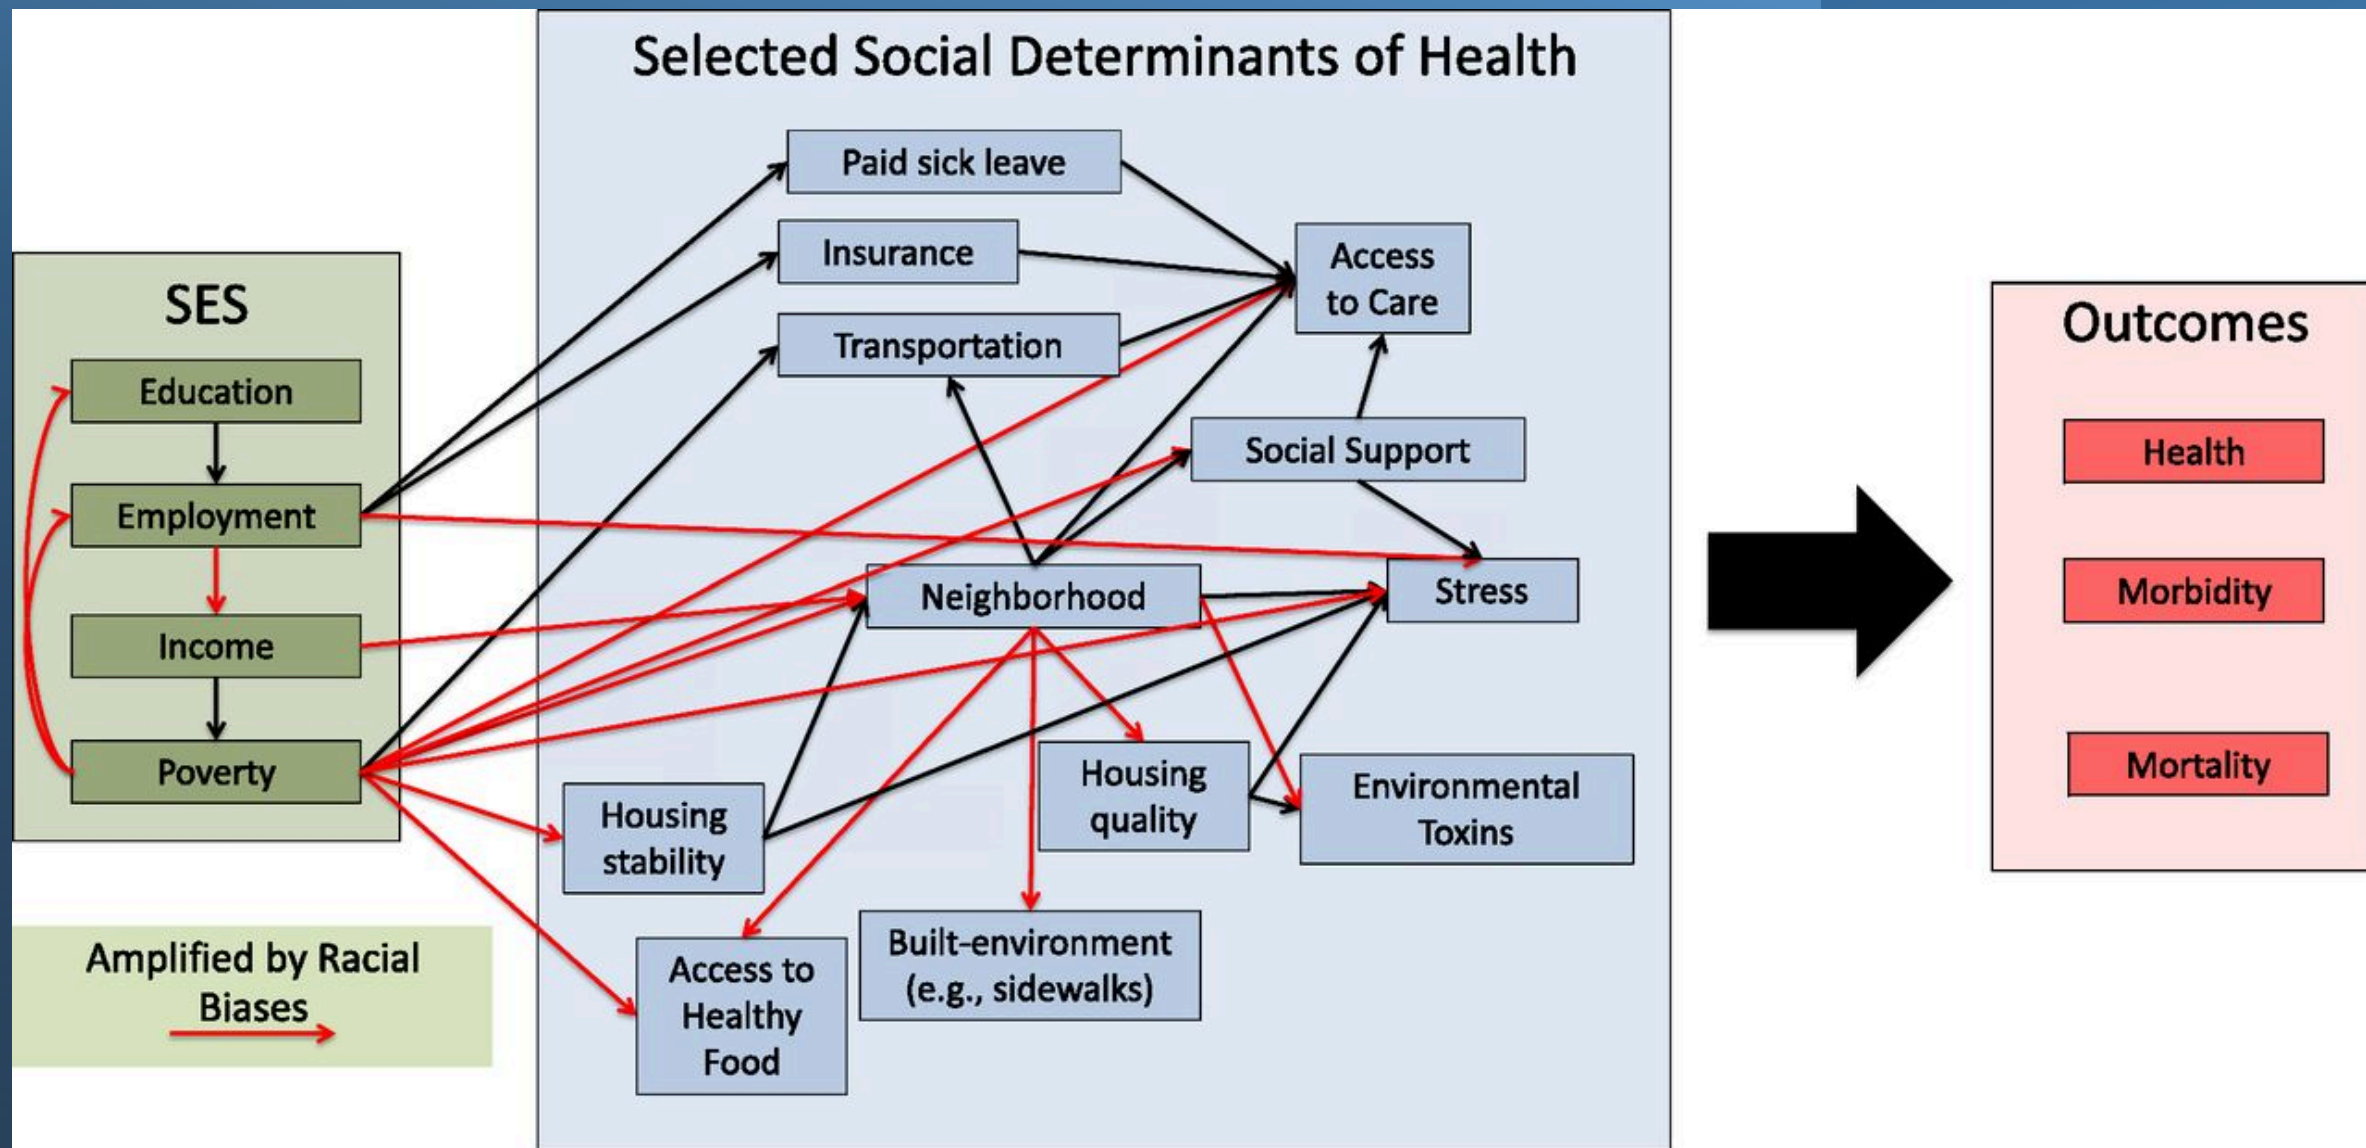 Selected Social Determinants of Health
SES
Education
Employment
Income
Poverty
Amplified by Racial
Biases
Paid sick leave
Insurance
Transportation
Access
to Care
Social Support
Neighborhood
Stress
Housing
stability
Housing
quality
Environmental
Toxins
Access to
Healthy
Food
Built-environment
(e.g., sidewalks)
Outcomes
Health
Morbidity
Mortality